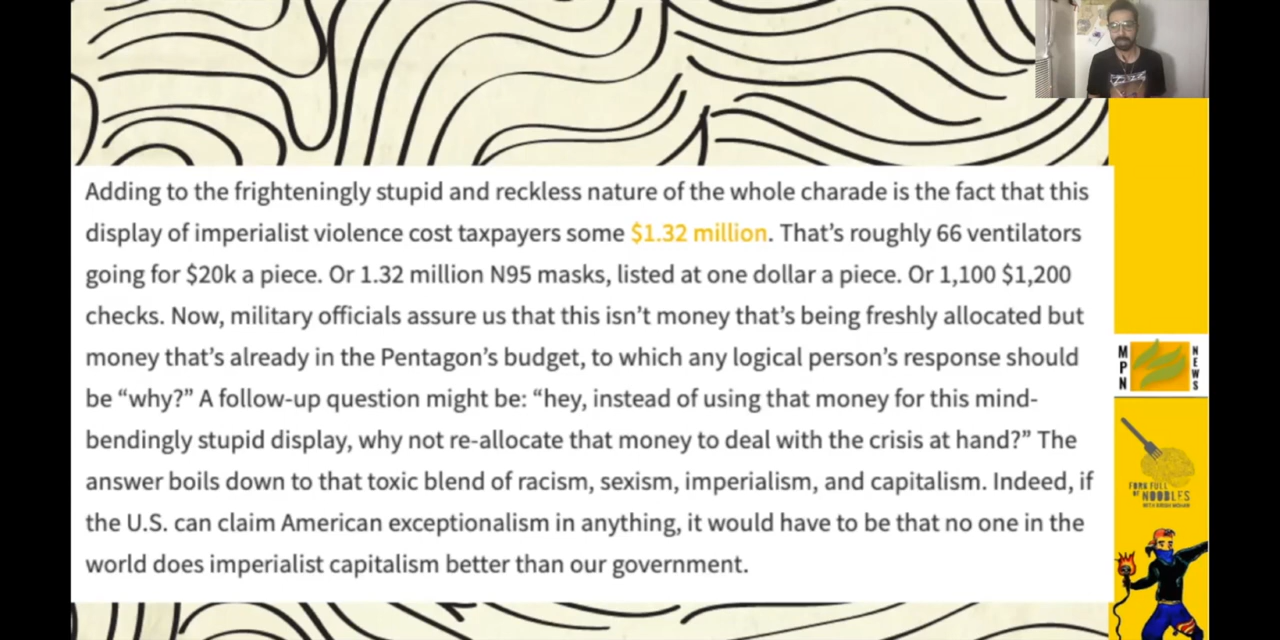 Adding to the frighteningly stupid and reckless nature of the whole charade is the fact that this
display of imperialist violence cost taxpayers some $1.32 million. That’s roughly 66 ventilators
going for $20k a piece. Or 1.32 million N95 masks, listed at one dollar a piece. Or 1,100 $1,200
checks. Now, military officials assure us that this isn’t money that’s being freshly allocated but
money that’s already in the Pentagon’s budget, to which any logical person’s response should
be “why?” A follow-up question might be: “hey, instead of using that money for this mind-
bendingly stupid display, why not re-allocate that money to deal with the crisis at hand?” The
answer boils down to that toxic blend of racism, sexism, imperialism, and capitalism. Indeed, if
the U.S. can claim American exceptionalism in anything, it would have to be that no one in the
world does imperialist capitalism better than our government.
MPN
NEWS
FORK FULL
OF NOODLES